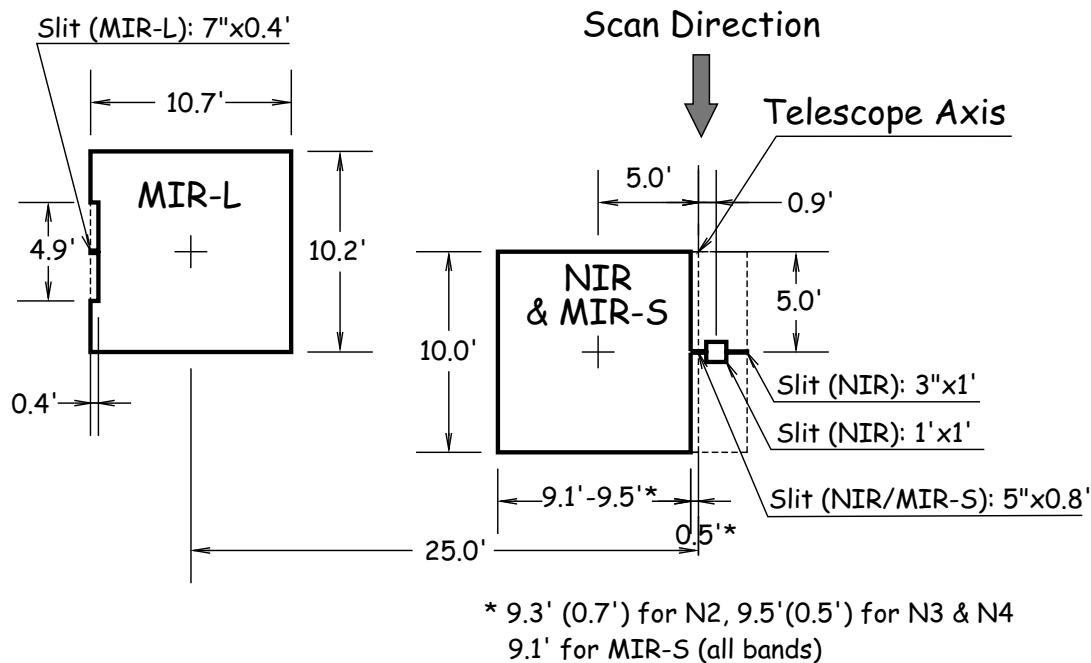 Slit (MIR-L): 7"x0.4'
Scan Direction
10.7'
Telescope Axis
5.0'
0.9'
MIR-L
4.9'
10.2'
NIR
& MIR-S
5.0'
10.0'
0.4'
Slit (NIR): 3"x1'
Slit (NIR): 1'x1'
9.1'-9.5'*
Slit (NIR/MIR-S): 5"x0.8'
0.5'*
25.0'
* 9.3' (0.7') for N2, 9.5'(0.5') for N3 & N4
9.1' for MIR-S (all bands)